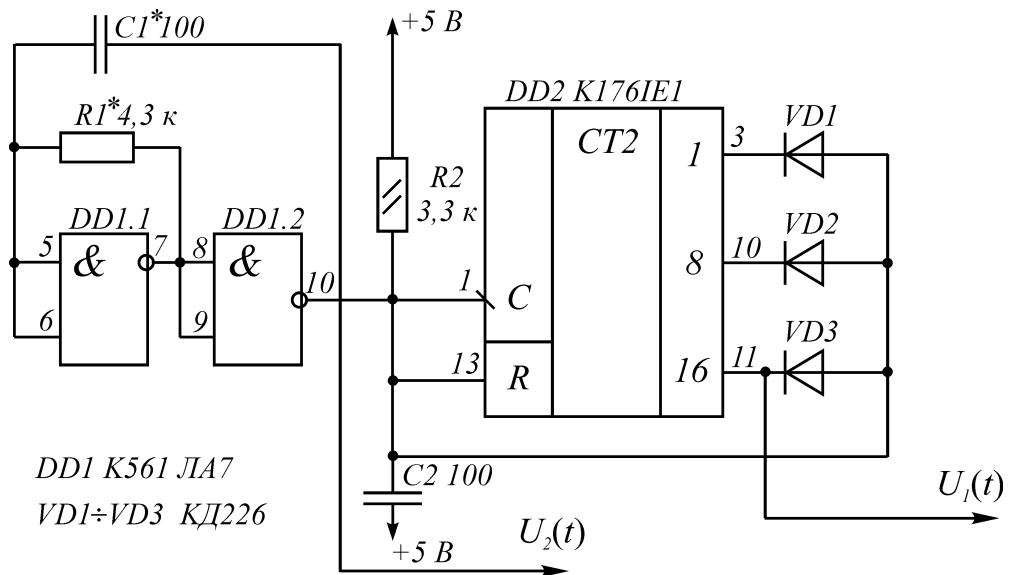 C1*100
+5 В
DD2 K176IE1
R1*4,3 к
VD1
CT2
1
3
R2
3,3 к
DD1.1
DD1.2
VD2
5
&
7
8
&
8
10
10
1
C
6
9
VD3
13
R
16
11
DD1 K561 ЛА7
C2 100
U1(t)
VD1÷VD3 КД226
U2(t)
+5 В